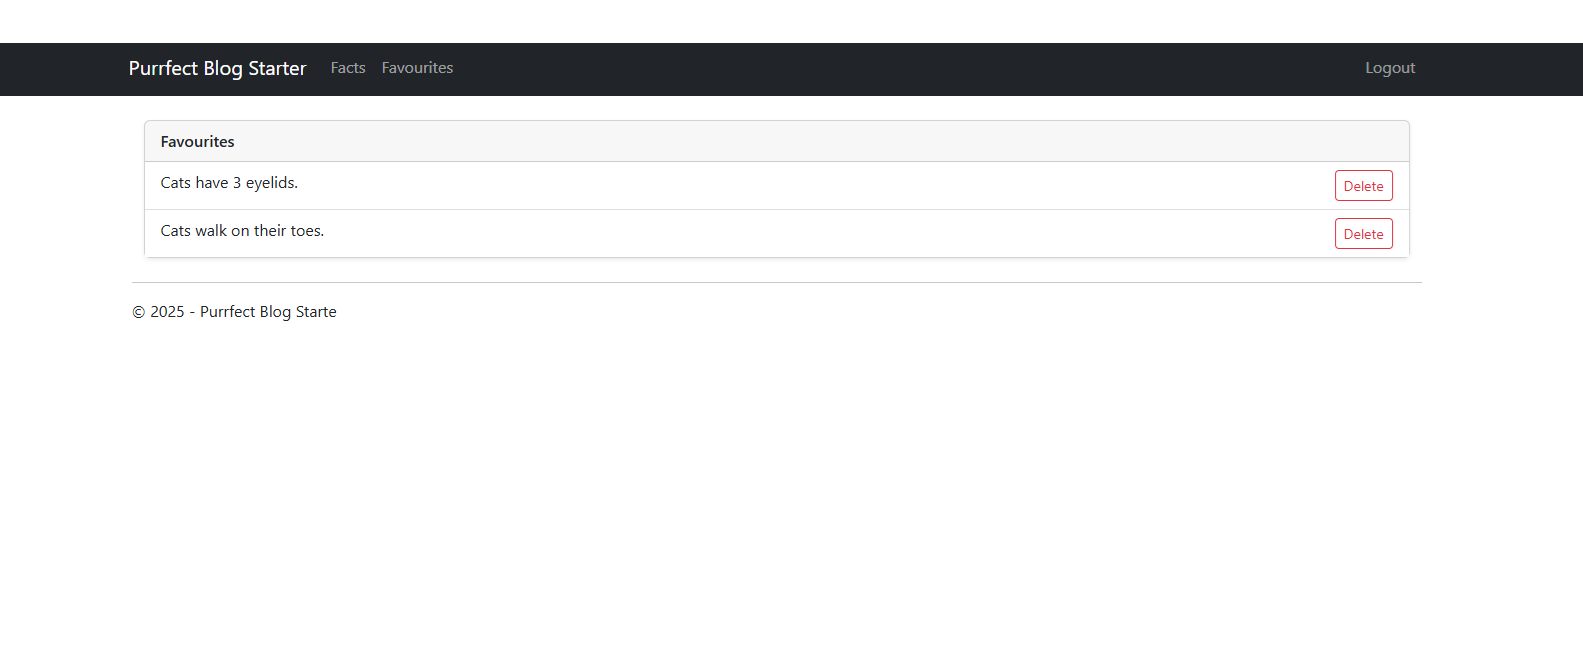 Purrfect Blog Starter Facts Favourites Logout
Favourites
Cats have 3 eyelids. Delete
Cats walk on their toes. Delete
© 2025 - Purrfect Blog Starte